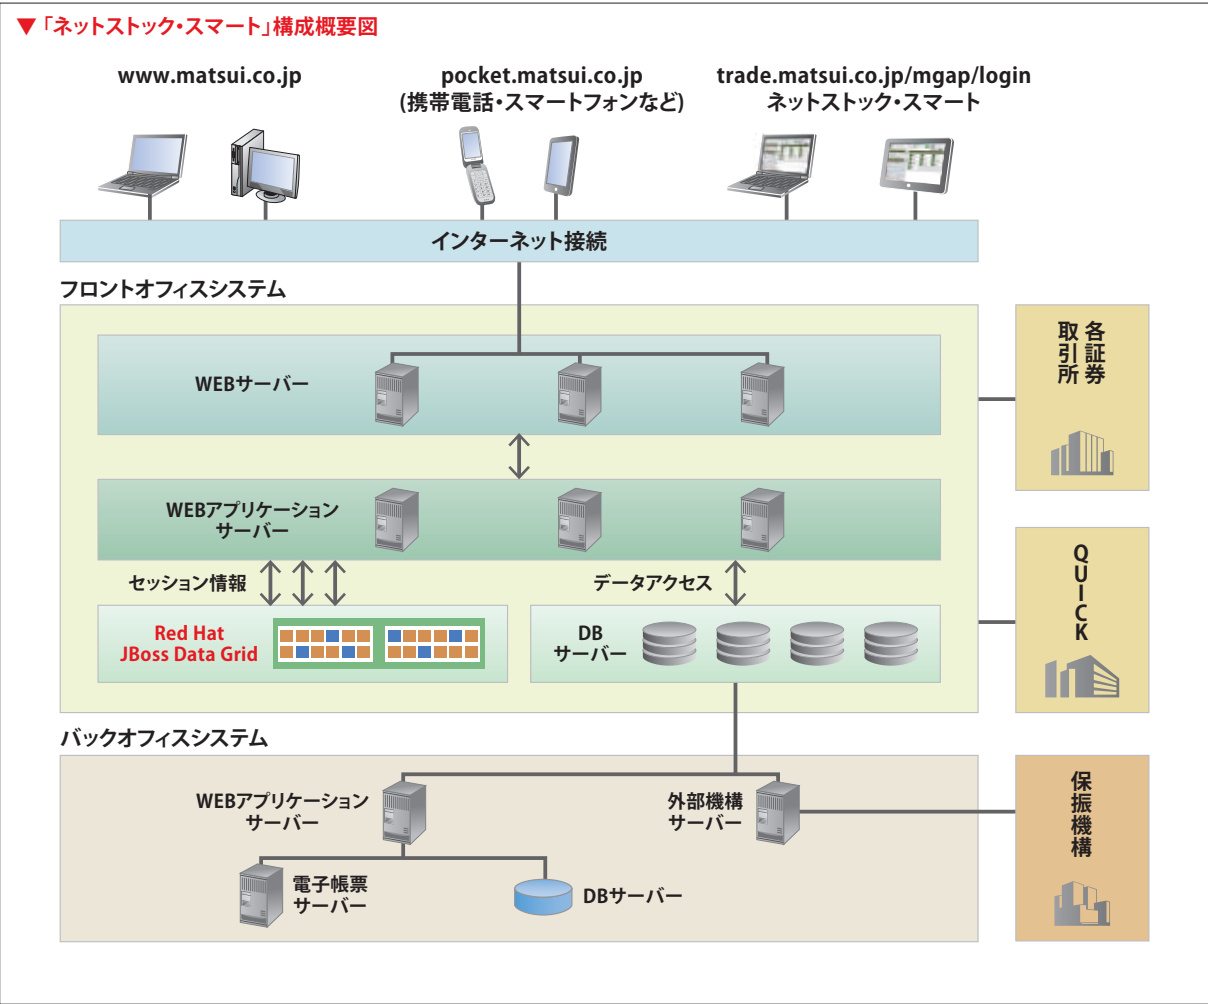 ▼「ネットストック・スマート」構成概要図
www.matsui.co.jp
pocket.matsui.co.jp
(携帯電話・スマートフォンなど)
trade.matsui.co.jp/mgap/login
ネットストック・スマート
インターネット接続
フロントオフィスシステム
WEBサーバー
各証券
取引所
WEBアプリケーション
サーバー
セッション情報
データアクセス
QUICK
Red Hat
JBoss Data Grid
DB
サーバー
バックオフィスシステム
WEBアプリケーション
サーバー
外部機構
サーバー
保振機構
電子帳票
サーバー
DBサーバー